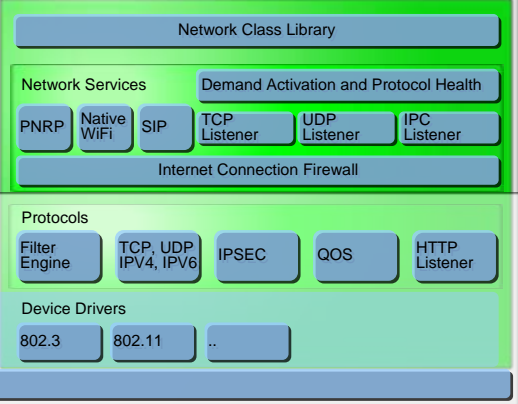 Network Class Library
Network Services
Demand Activation and Protocol Health
PNRP
Native
WiFi
SIP
TCP
Listener
UDP
Listener
IPC
Listener
Internet Connection Firewall
Protocols
Filter
Engine
TCP, UDP
IPV4, IPV6
IPSEC
QOS
HTTP
Listener
Device Drivers
802.3
802.11
..